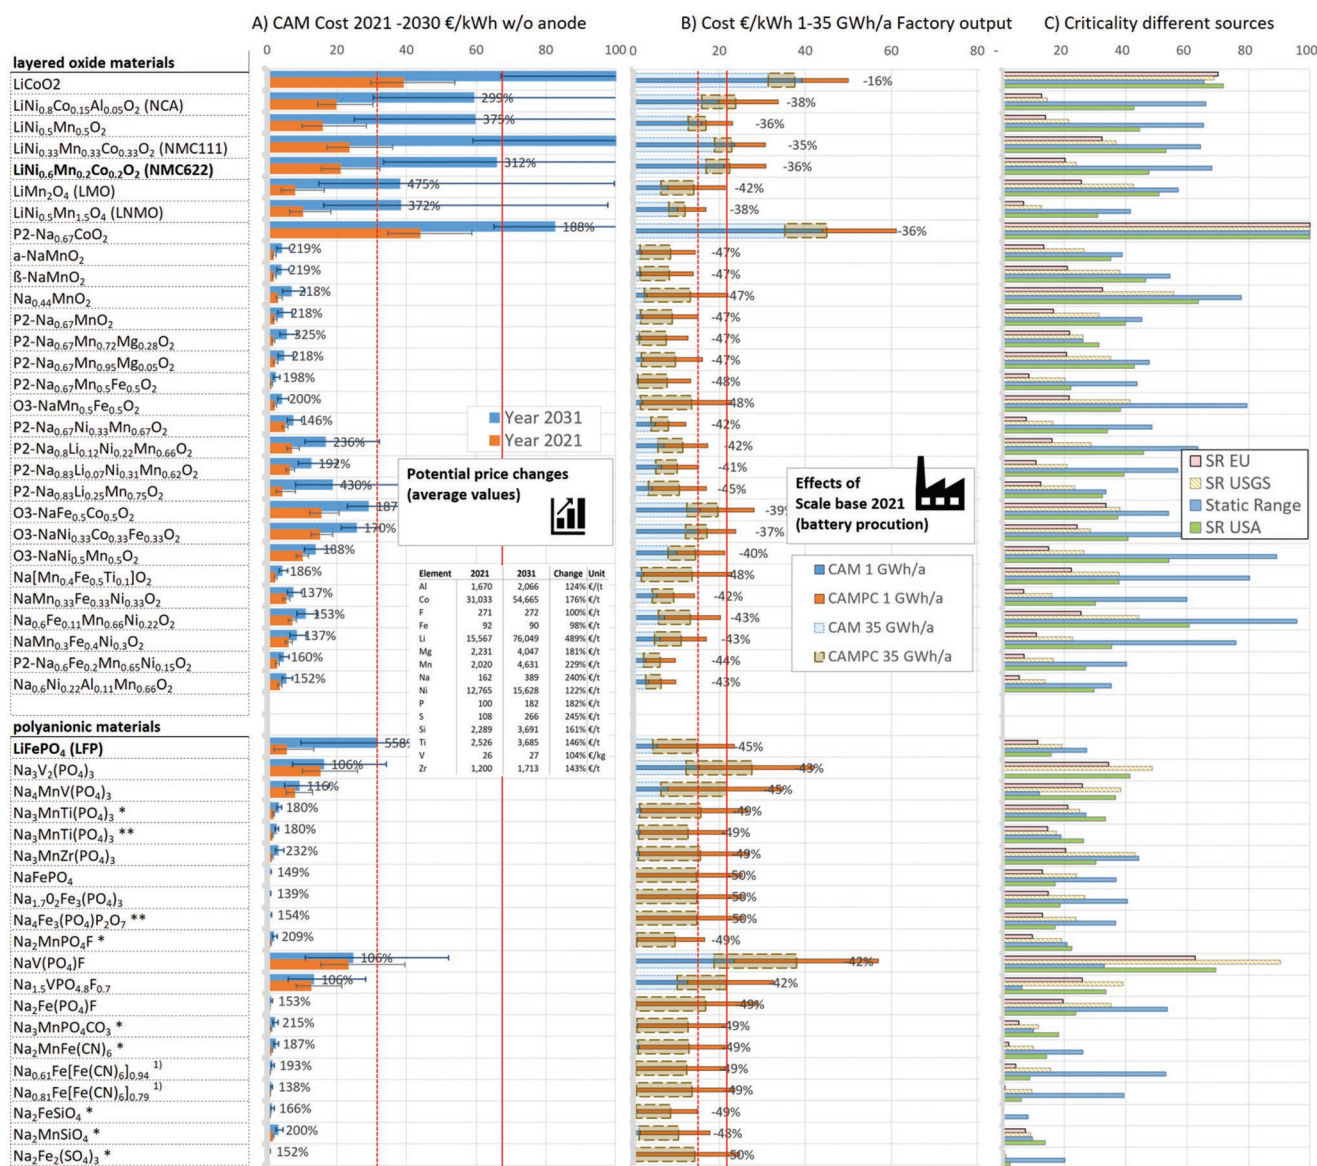 A) CAM Cost 2021 -2030 €/kWh w/o anode
B) Cost €/kWh 1-35 GWh/a Factory output
C) Criticality different sources
0 20 40 60 80 100
0 20 40 60 80
- 20 40 60 80 100
layered oxide materials
LiCoO2 -16%
LiNi0.8Co0.15Al0.05O2 (NCA) 299% -38%
LiNi0.5Mn0.5O2 375% -36%
LiNi0.33Mn0.33Co0.33O2 (NMC111) -35%
LiNi0.6Mn0.2Co0.2O2 (NMC622) 312% -36%
LiMn2O4 (LMO) 475% -42%
LiNi0.5Mn1.5O4 (LNMO) 372% -38%
P2-Na0.67CoO2 188% -36%
a-NaMnO2 219% -47%
ß-NaMnO2 219% -47%
Na0.44MnO2 218% -47%
P2-Na0.67MnO2 218% -47%
P2-Na0.67Mn0.72Mg0.28O2 325% -47%
P2-Na0.67Mn0.95Mg0.05O2 218% -47%
P2-Na0.67Mn0.5Fe0.5O2 198% -48%
O3-NaMn0.5Fe0.5O2 200% -48%
P2-Na0.67Ni0.33Mn0.67O2 146% -42%
P2-Na0.8Li0.12Ni0.22Mn0.66O2 236% -42%
P2-Na0.83Li0.07Ni0.31Mn0.62O2 192% -41%
P2-Na0.83Li0.25Mn0.75O2 430% -45%
O3-NaFe0.5Co0.5O2 187 -39%
O3-NaNi0.33Co0.33Fe0.33O2 170% -37%
O3-NaNi0.5Mn0.5O2 188% -40%
Na[Mn0.4Fe0.5Ti0.1]O2 186% -48%
NaMn0.33Fe0.33Ni0.33O2 137% -42%
Na0.6Fe0.11Mn0.66Ni0.22O2 153% -43%
NaMn0.3Fe0.4Ni0.3O2 137% -43%
P2-Na0.6Fe0.2Mn0.65Ni0.15O2 160% -44%
Na0.6Ni0.22Al0.11Mn0.66O2 152% -43%
Year 2031
Year 2021
Potential price changes
(average values)
Element 2021 2031 Change Unit
Al 1,670 2,066 124% €/(t
Co 31,033 54,665 176% €/t
F 271 272 100% €/t
Fe 92 90 98% €/t
Li 15,567 76,049 489% €/t
Mg 2,231 4,047 181% €/t
Mn 2,020 4,631 229% €/t
Na 162 389 240% €/t
Ni 12,765 15,628 122% €/t
P 100 182 182% €/t
S 108 266 245% €/t
Si 2,289 3,691 161% €/t
Ti 2,526 3,685 146% €/t
V 26 27 104% €/kg
Zr 1,200 1,713 143% €/t
Effects of
Scale base 2021
(battery procution)
CAM 1 GWh/a
CAMPC 1 GWh/a
CAM 35 GWh/a
CAMPC 35 GWh/a
SR EU
SR USGS
Static Range
SR USA
polyanionic materials
LiFePO4 (LFP) 558% -45%
Na3V2(PO4)3 106% -43%
Na4MnV(PO4)3 116% -45%
Na3MnTi(PO4)3 * 180% -49%
Na3MnTi(PO4)3 ** 180% -49%
Na3MnZr(PO4)3 232% -49%
NaFePO4 149% -50%
Na1.702Fe3(PO4)3 139% -50%
Na4Fe3(PO4)P2O7 ** 154% -50%
Na2MnPO4F * 209% -49%
NaV(PO4)F 106% -42%
Na1.5VPO4.8F0.7 106% -42%
Na2Fe(PO4)F 153% -49%
Na3MnPO4CO3 * 215% -49%
Na2MnFe(CN)6 * 187% -49%
Na0.61Fe[Fe(CN)6]0.94 1) 193% -49%
Na0.81Fe[Fe(CN)6]0.79 1) 138% -49%
Na2FeSiO4 * 166% -49%
Na2MnSiO4 * 200% -48%
Na2Fe2(SO4)3 * 152% -50%